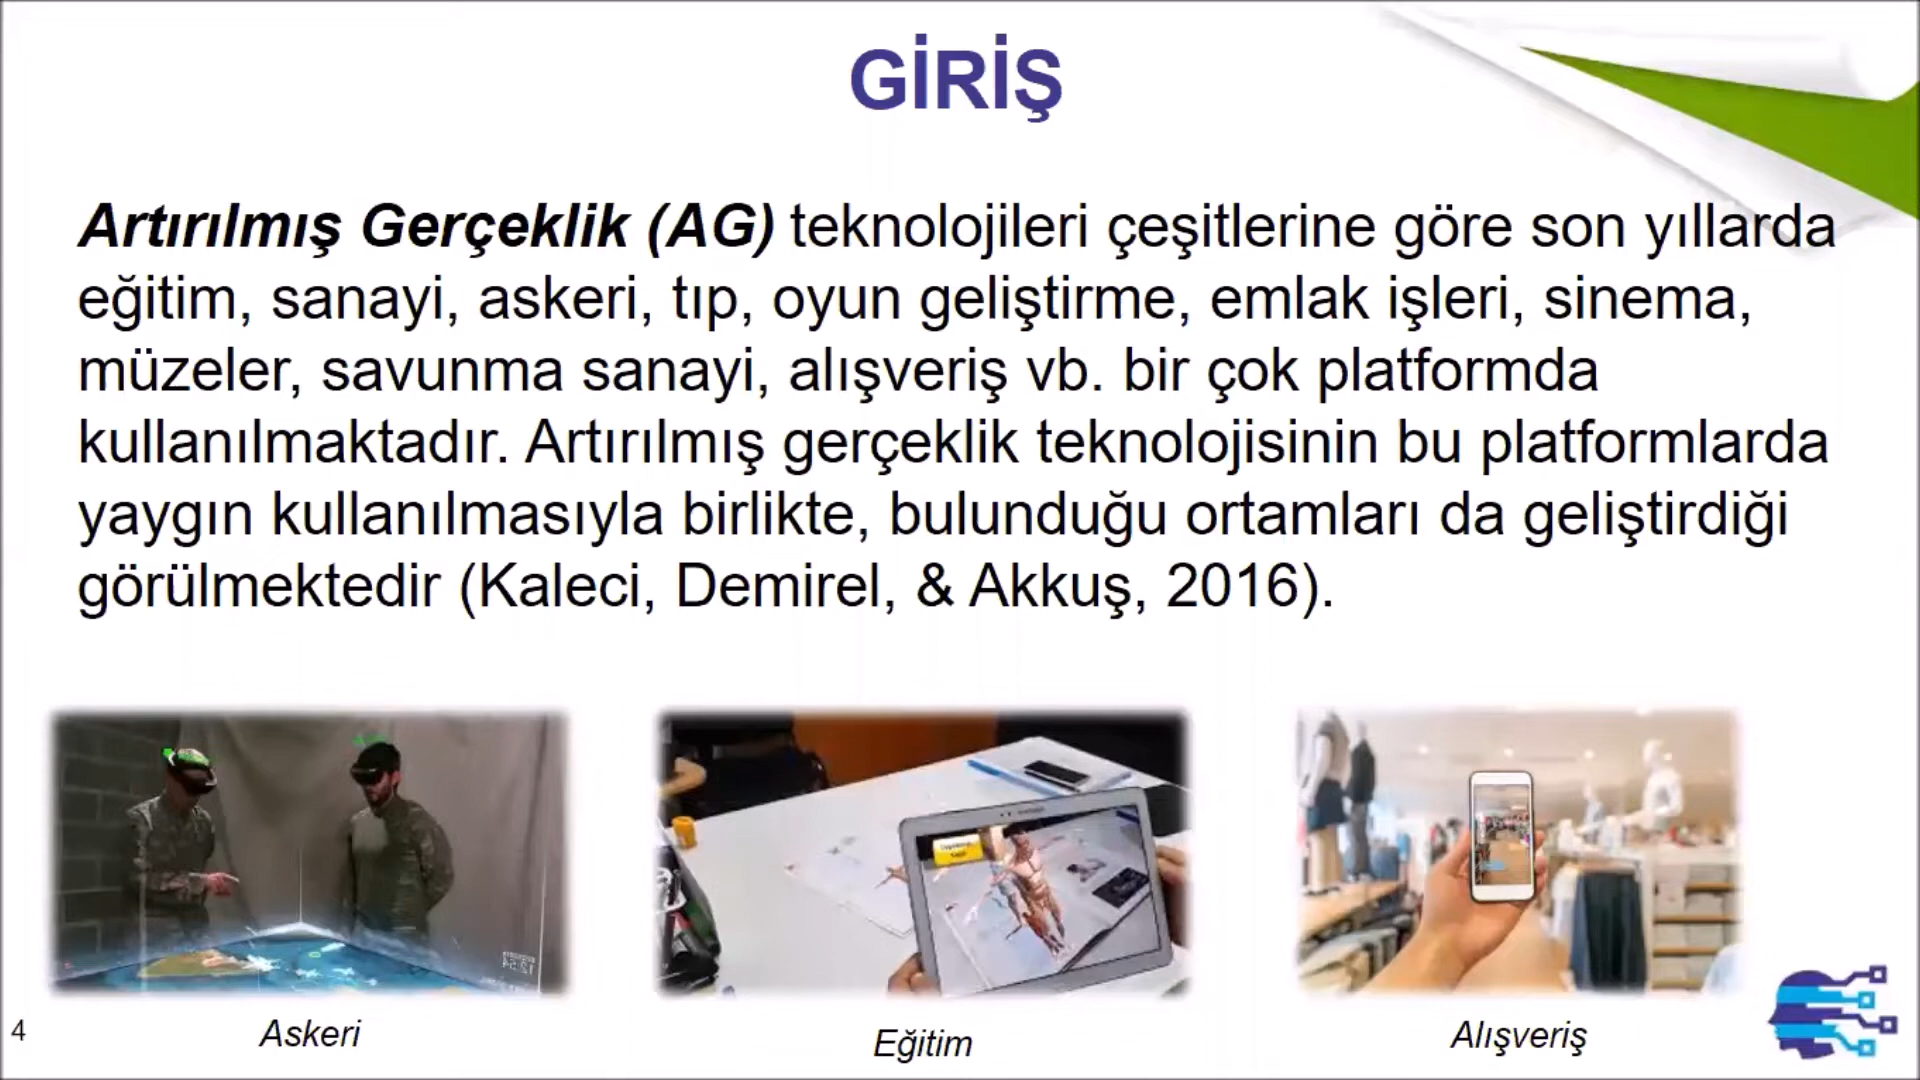 GİRİŞ
Artırılmış Gerçeklik (AG) teknolojileri çeşitlerine göre son yıllarda
eğitim, sanayi, askeri, tıp, oyun geliştirme, emlak işleri, sinema,
müzeler, savunma sanayi, alışveriş vb. bir çok platformda
kullanılmaktadır. Artırılmış gerçeklik teknolojisinin bu platformlarda
yaygın kullanılmasıyla birlikte, bulunduğu ortamları da geliştirdiği
görülmektedir (Kaleci, Demirel, & Akkuş, 2016).
4
Askeri
Eğitim
Alışveriş